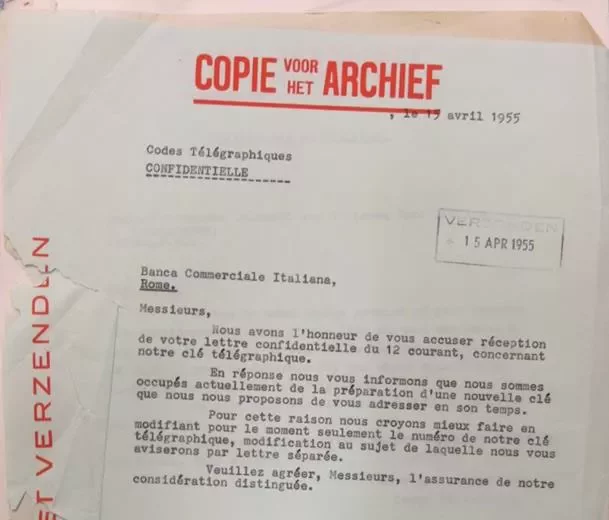 COPIE VOOR HET ARCHIEF
, le 15 avril 1955
Codes Télégraphiques
CONFIDENTIELLE
VERZONDEN
15 APR 1955
Banca Commerciale Italiana,
Rome.
Messieurs,
Nous avons l'honneur de vous accuser réception
de votre lettre confidentielle du 12 courant, concernant
notre clé télégraphique.
En réponse nous vous informons que nous sommes
occupés actuellement de la préparation d'une nouvelle clé
que nous nous proposons de vous adresser en son temps.
Pour cette raison nous croyons mieux faire en
modifiant pour le moment seulement le numéro de notre clé
télégraphique, modification au sujet de laquelle nous vous
aviserons par lettre séparée.
Veuillez agréer, Messieurs, l'assurance de notre
considération distinguée.
ET VERZENDEN